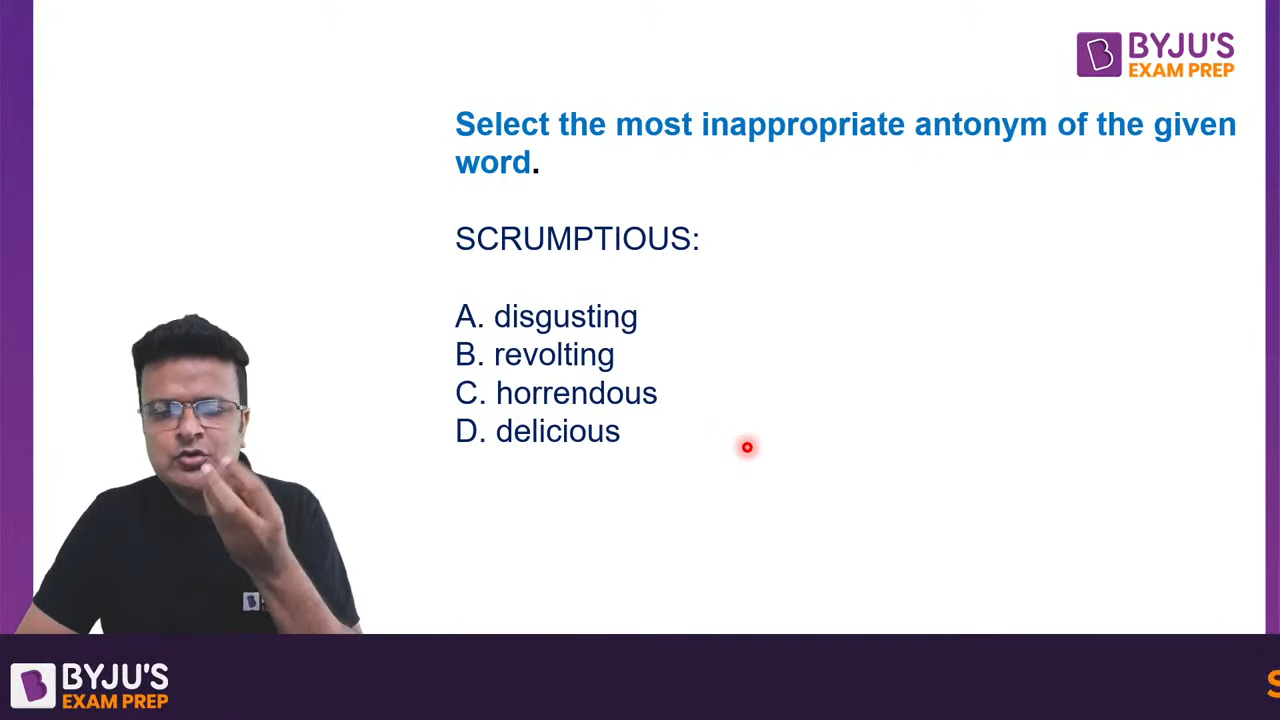 BYJU'S
EXAM PREP
Select the most inappropriate antonym of the given
word.
SCRUMPTIOUS:
A. disgusting
B. revolting
C. horrendous
D. delicious
BYJU'S
EXAM PREP